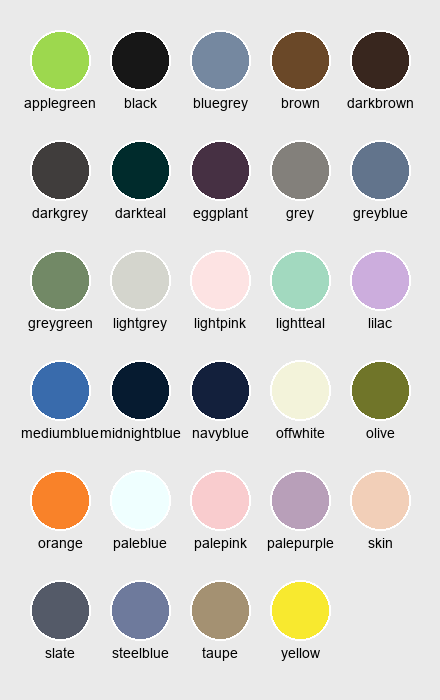 applegreen black bluegrey brown darkbrown
darkgrey darkteal eggplant grey greyblue
greygreen lightgrey lightpink lightteal lilac
mediumblue midnightblue navyblue offwhite olive
orange paleblue palepink palepurple skin
slate steelblue taupe yellow